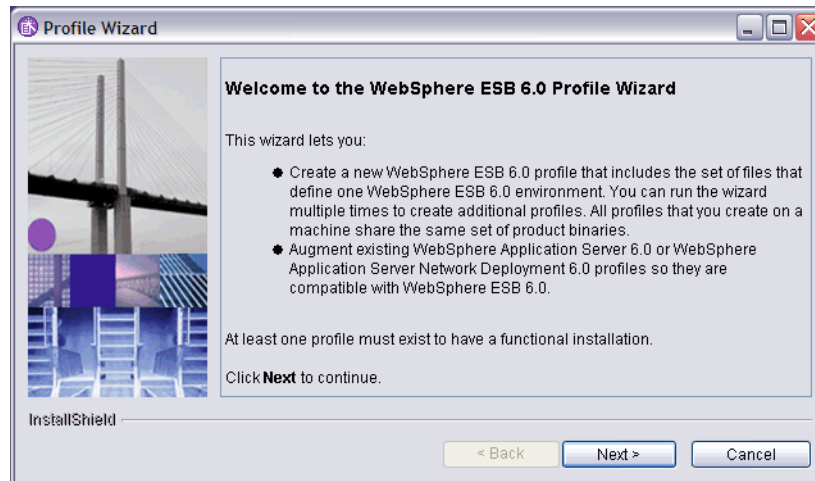 Profile Wizard
Welcome to the WebSphere ESB 6.0 Profile Wizard
This wizard lets you:
● Create a new WebSphere ESB 6.0 profile that includes the set of files that
define one WebSphere ESB 6.0 environment. You can run the wizard
multiple times to create additional profiles. All profiles that you create on a
machine share the same set of product binaries.
● Augment existing WebSphere Application Server 6.0 or WebSphere
Application Server Network Deployment 6.0 profiles so they are
compatible with WebSphere ESB 6.0.
At least one profile must exist to have a functional installation.
Click Next to continue.
InstallShield
< Back
Next >
Cancel